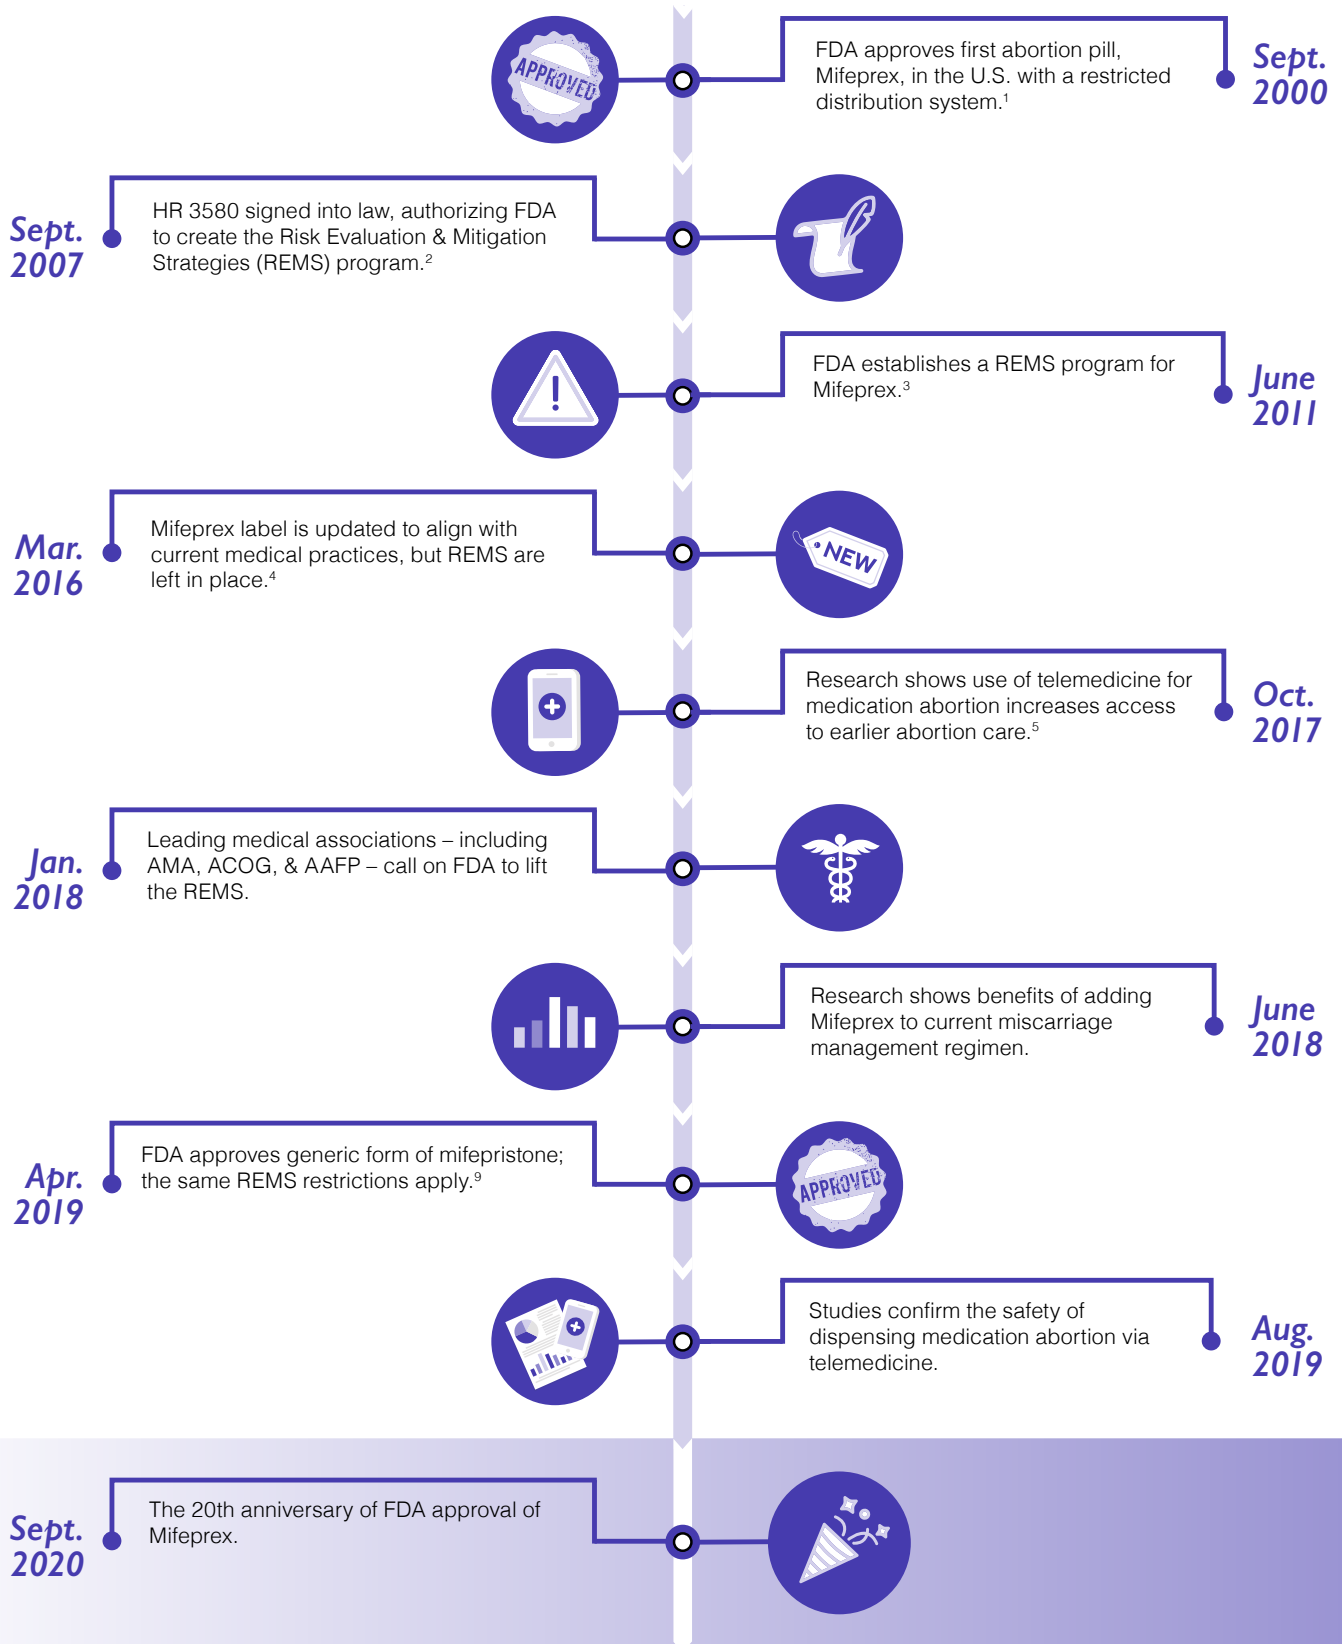 APPROVED
FDA approves first abortion pill,
Mifeprex, in the U.S. with a restricted
distribution system.¹
Sept.
2000
Sept.
2007
HR 3580 signed into law, authorizing FDA
to create the Risk Evaluation & Mitigation
Strategies (REMS) program.²
FDA establishes a REMS program for
Mifeprex.³
June
2011
Mar.
2016
Mifeprex label is updated to align with
current medical practices, but REMS are
left in place.⁴
NEW
Research shows use of telemedicine for
medication abortion increases access
to earlier abortion care.⁵
Oct.
2017
Jan.
2018
Leading medical associations – including
AMA, ACOG, & AAFP – call on FDA to lift
the REMS.
Research shows benefits of adding
Mifeprex to current miscarriage
management regimen.
June
2018
Apr.
2019
FDA approves generic form of mifepristone;
the same REMS restrictions apply.⁹
APPROVED
Studies confirm the safety of
dispensing medication abortion via
telemedicine.
Aug.
2019
Sept.
2020
The 20th anniversary of FDA approval of
Mifeprex.